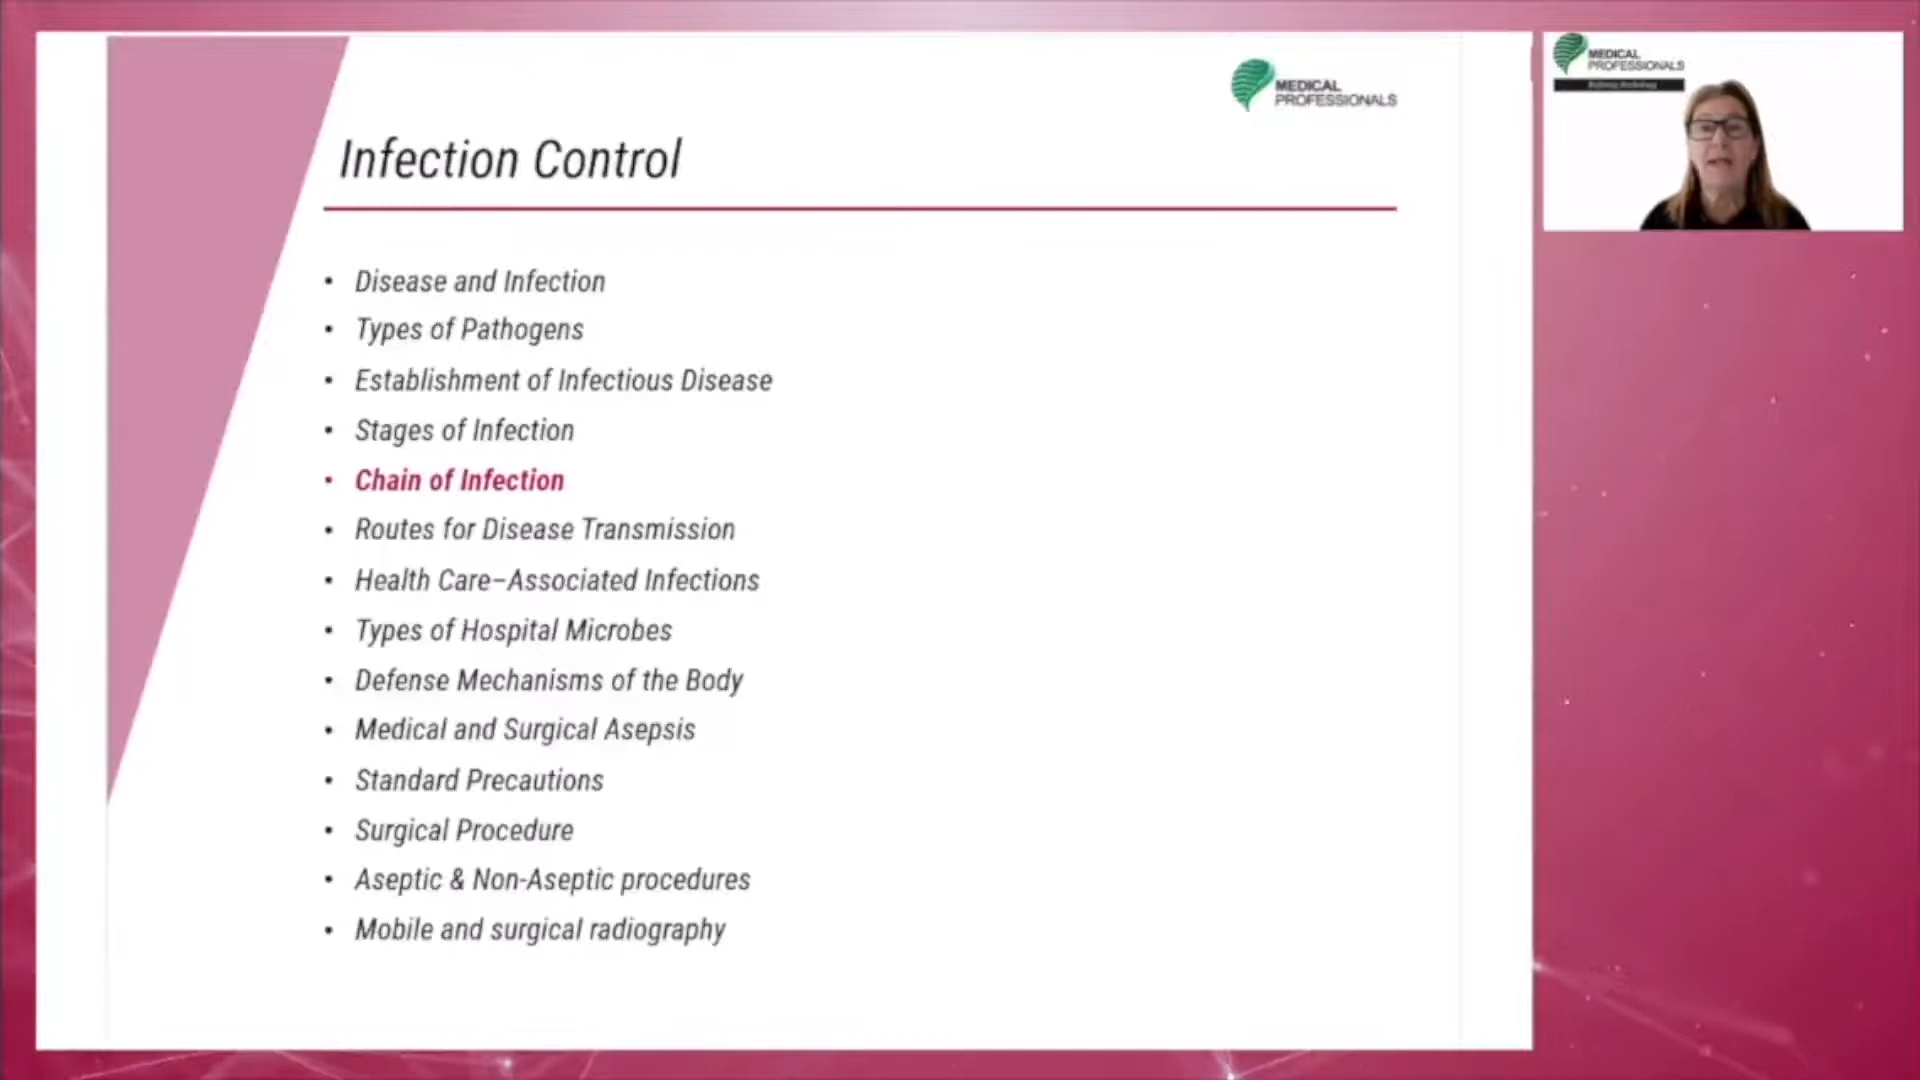 MEDICAL
PROFESSIONALS
Infection Control
• Disease and Infection
• Types of Pathogens
• Establishment of Infectious Disease
• Stages of Infection
• Chain of Infection
• Routes for Disease Transmission
• Health Care–Associated Infections
• Types of Hospital Microbes
• Defense Mechanisms of the Body
• Medical and Surgical Asepsis
• Standard Precautions
• Surgical Procedure
• Aseptic & Non-Aseptic procedures
• Mobile and surgical radiography
MEDICAL
PROFESSIONALS